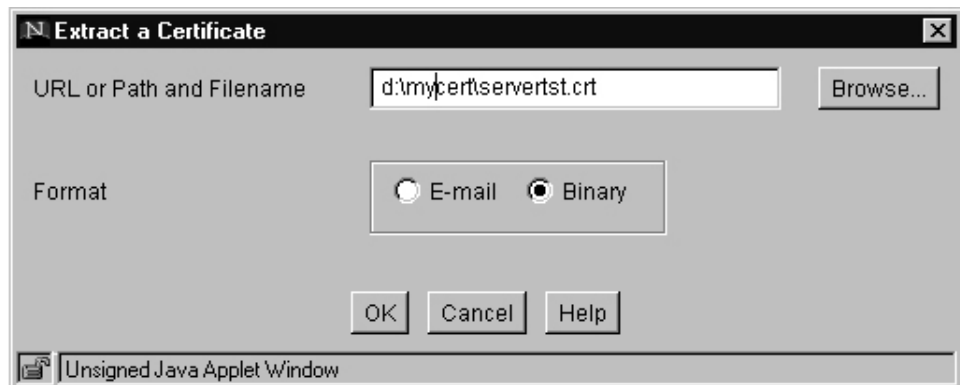 N Extract a Certificate
URL or Path and Filename d:\mycert\servertst.crt Browse...
Format E-mail Binary
OK Cancel Help
Unsigned Java Applet Window